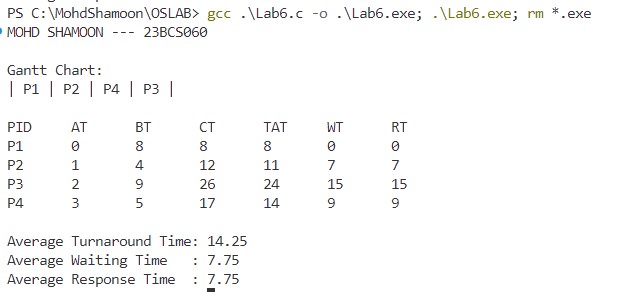 PS C:\MohdShamoon\OSLAB> gcc .\Lab6.c -o .\Lab6.exe; .\Lab6.exe; rm *.exe
MOHD SHAMOON --- 23BCS060
Gantt Chart:
| P1 | P2 | P4 | P3 |
PID AT BT CT TAT WT RT
P1 0 8 8 8 0 0
P2 1 4 12 11 7 7
P3 2 9 26 24 15 15
P4 3 5 17 14 9 9
Average Turnaround Time: 14.25
Average Waiting Time : 7.75
Average Response Time : 7.75